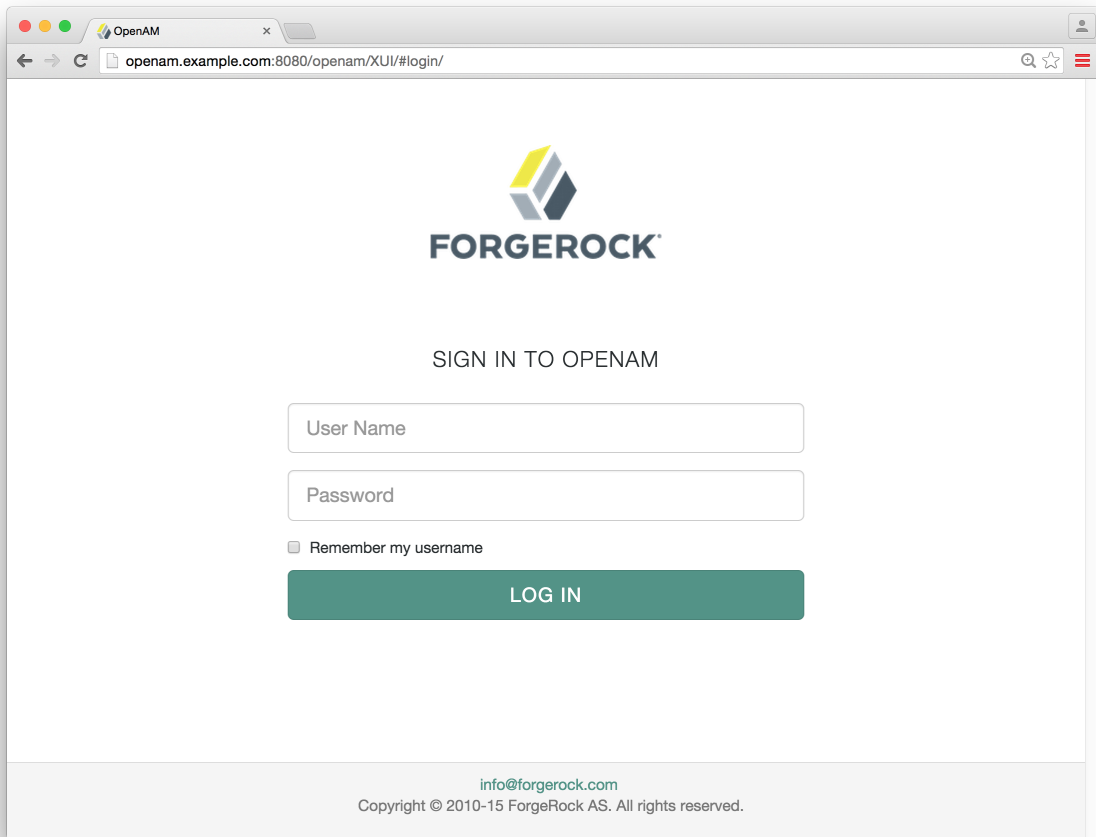 OpenAM
openam.example.com:8080/openam/XUI/#login/
FORGEROCK®
SIGN IN TO OPENAM
User Name
Password
Remember my username
LOG IN
info@forgerock.com
Copyright © 2010-15 ForgeRock AS. All rights reserved.